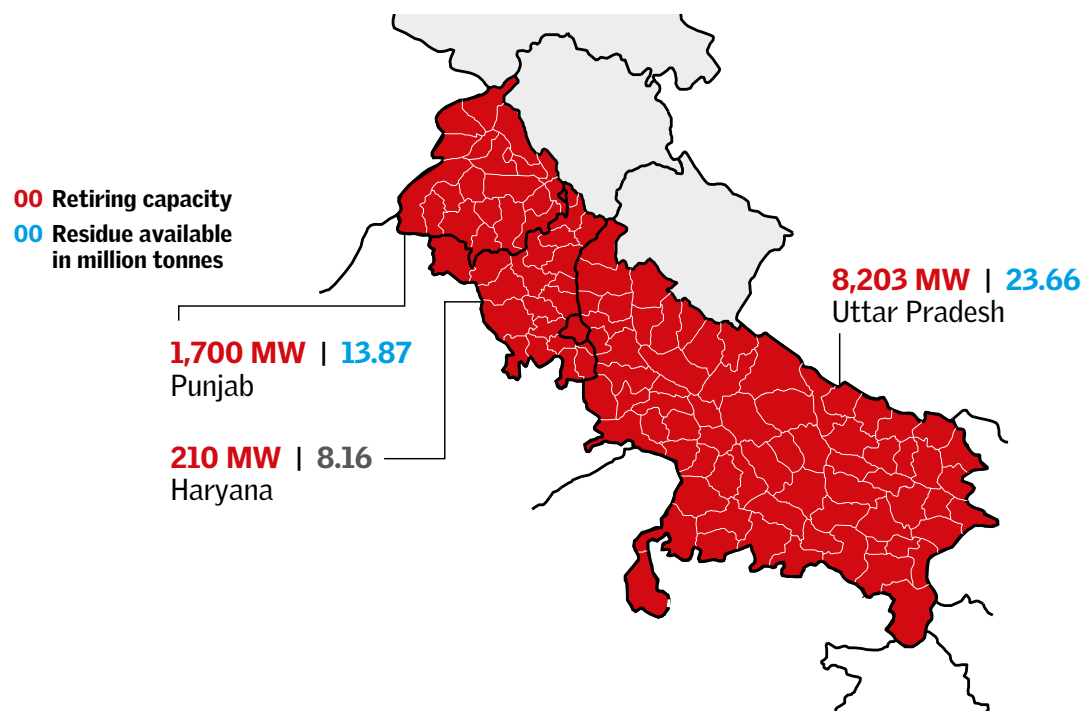 00 Retiring capacity
00 Residue available
in million tonnes
8,203 MW | 23.66
Uttar Pradesh
1,700 MW | 13.87
Punjab
210 MW | 8.16
Haryana